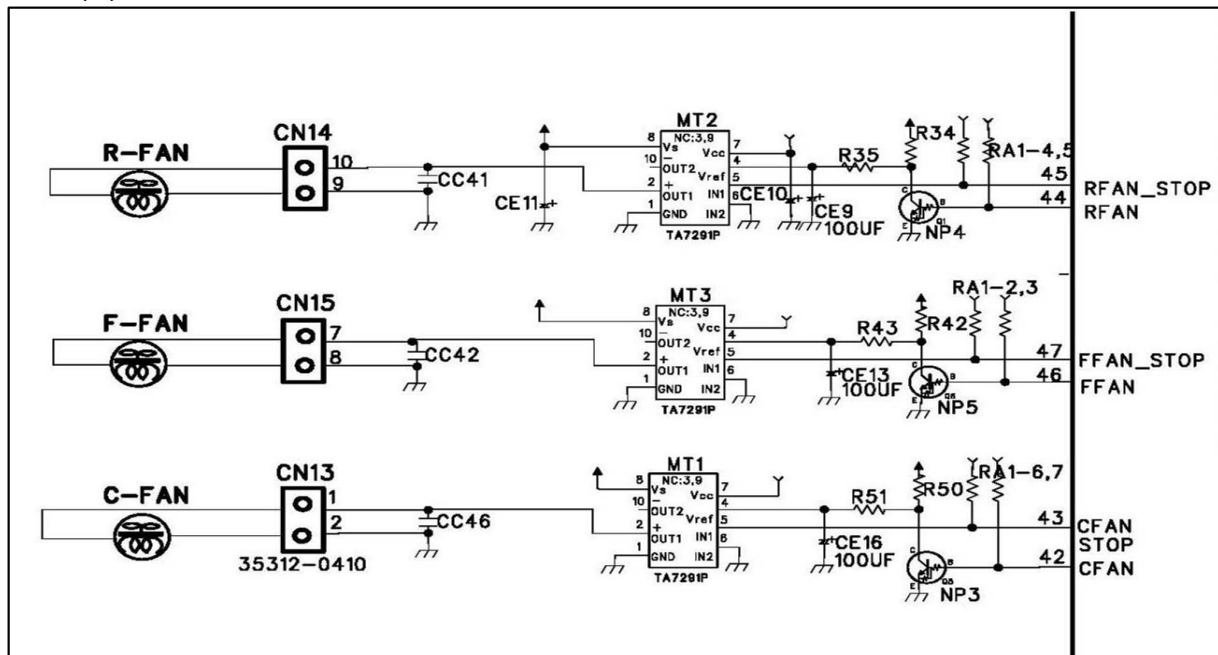 R-FAN
CN14
10
9
CC41
CE11
+
MT2
NC:3,9
8
Vs
Vcc
7
10
OUT2
4
Vref
5
2
+
OUT1
IN1
6
1
GND
IN2
TA7291P
CE10
+
CE9
+
100UF
R35
R34
RA1-4,5
C
B
E
Q1
NP4
45
RFAN_STOP
44
RFAN
F-FAN
CN15
7
8
CC42
MT3
NC:3,9
8
Vs
Vcc
7
10
OUT2
4
Vref
5
2
+
OUT1
IN1
6
1
GND
IN2
TA7291P
CE13
+
100UF
R43
R42
RA1-2,3
C
B
E
NP5
47
FFAN_STOP
46
FFAN
C-FAN
CN13
1
2
35312-0410
CC46
MT1
NC:3,9
8
Vs
Vcc
7
10
OUT2
4
Vref
5
2
+
OUT1
IN1
6
1
GND
IN2
TA7291P
CE16
+
100UF
R51
R50
RA1-6,7
C
B
E
NP3
43
CFAN
STOP
42
CFAN